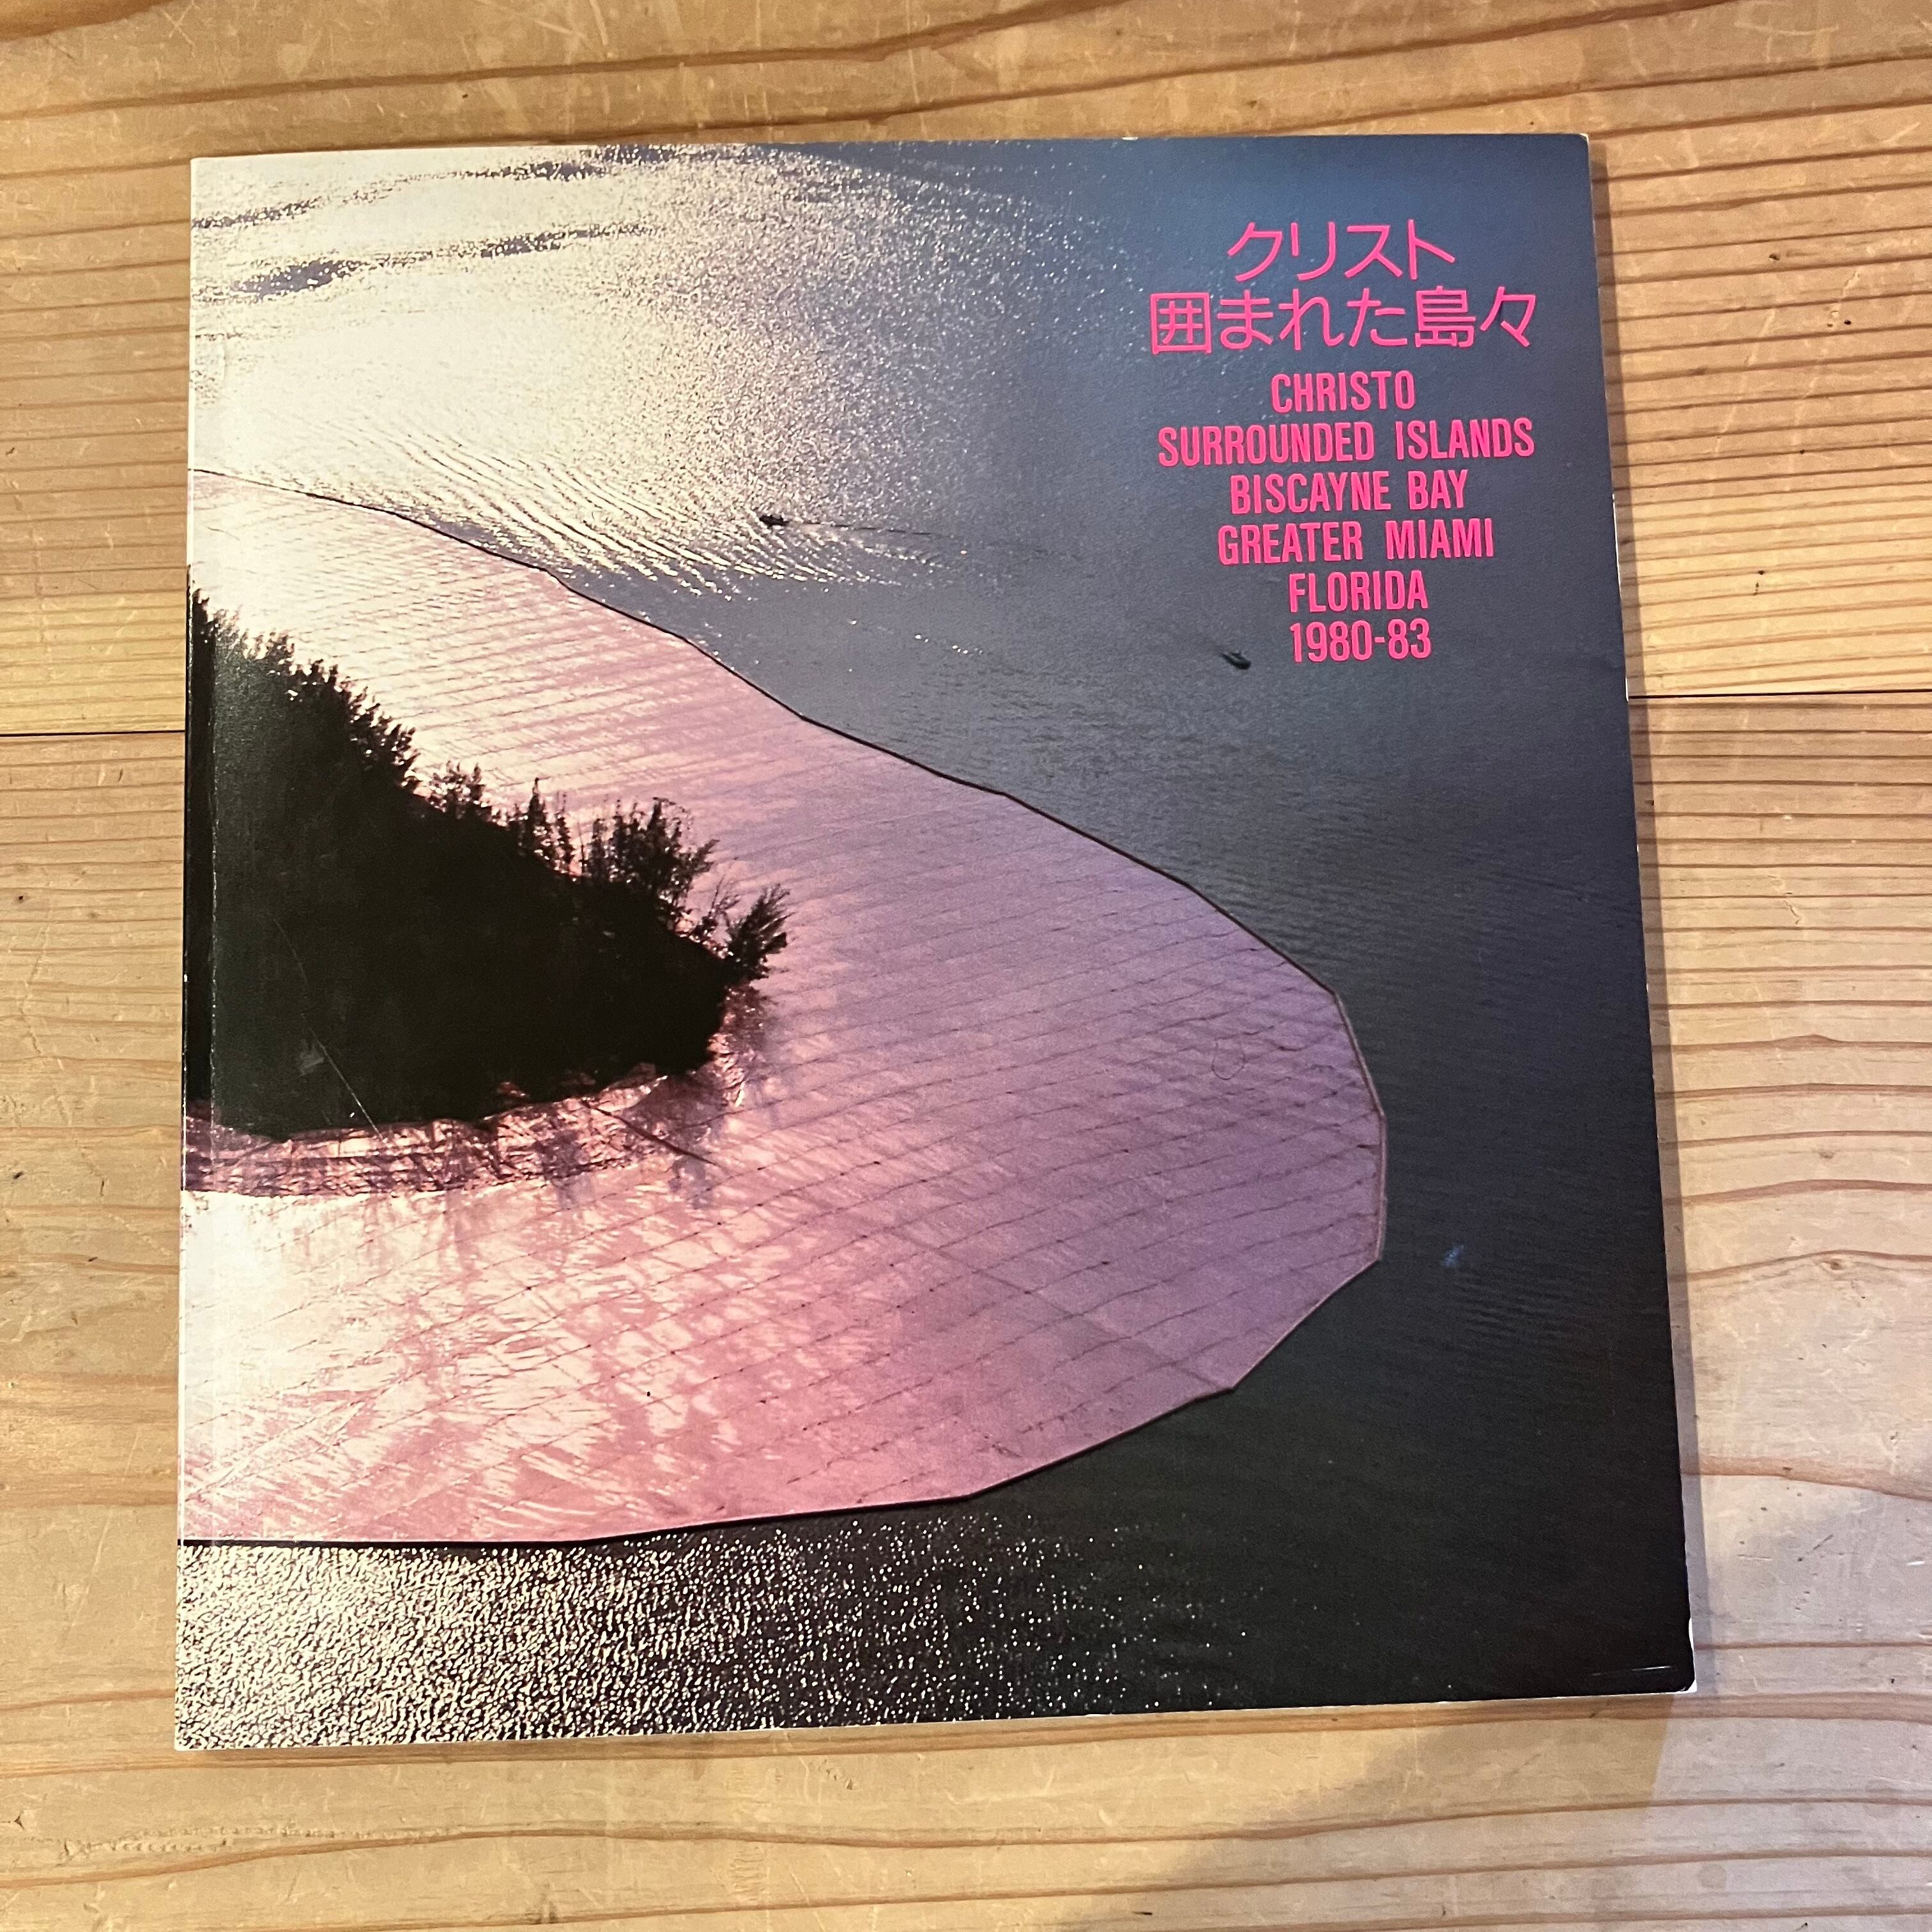 クリスト
囲まれた島々
CHRISTO
SURROUNDED ISLANDS
BISCAYNE BAY
GREATER MIAMI
FLORIDA
1980-83